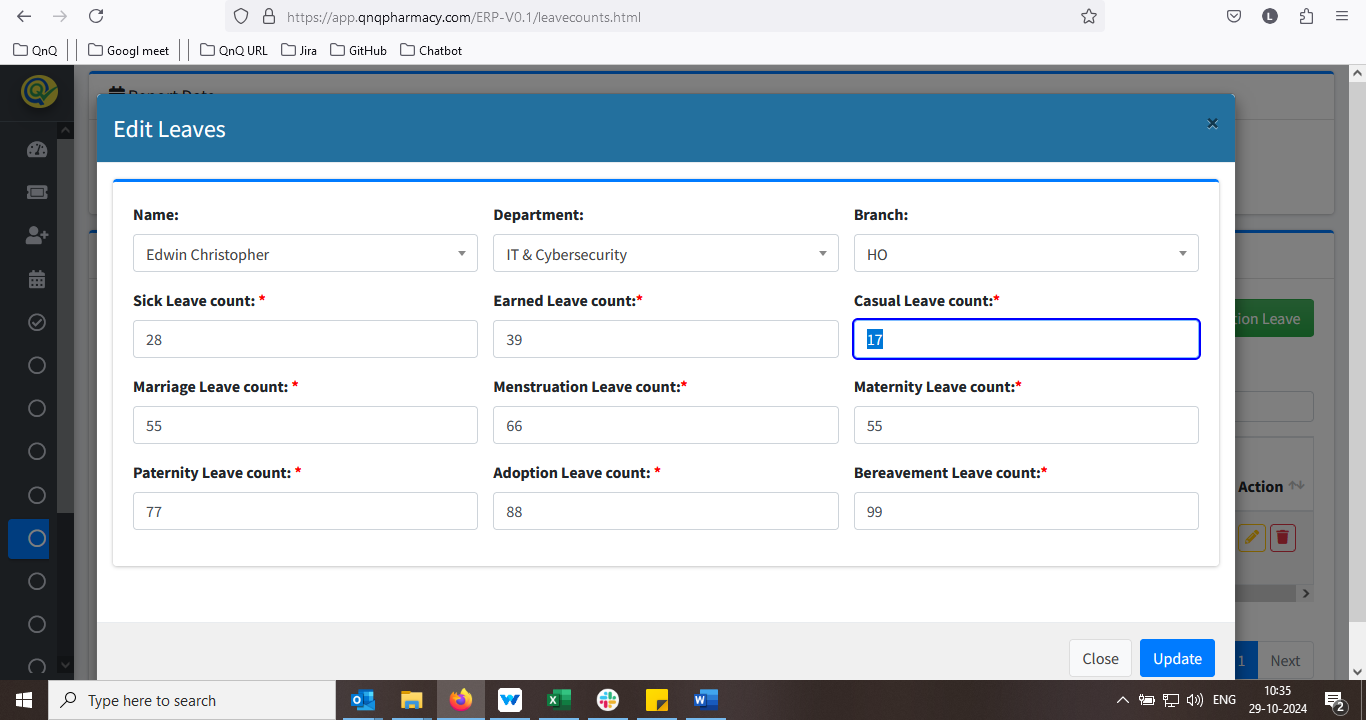 https://app.qnqpharmacy.com/ERP-V0.1/leavecounts.html
L
QnQ Googl meet QnQ URL Jira GitHub Chatbot
Edit Leaves ×
Name: Department: Branch:
Edwin Christopher IT & Cybersecurity HO
Sick Leave count: * Earned Leave count:* Casual Leave count:*
28 39 17
Marriage Leave count: * Menstruation Leave count:* Maternity Leave count:*
55 66 55
Paternity Leave count: * Adoption Leave count: * Bereavement Leave count:*
77 88 99
Leave
Action
Close Update
1 Next
Type here to search
ENG
10:35
29-10-2024
2